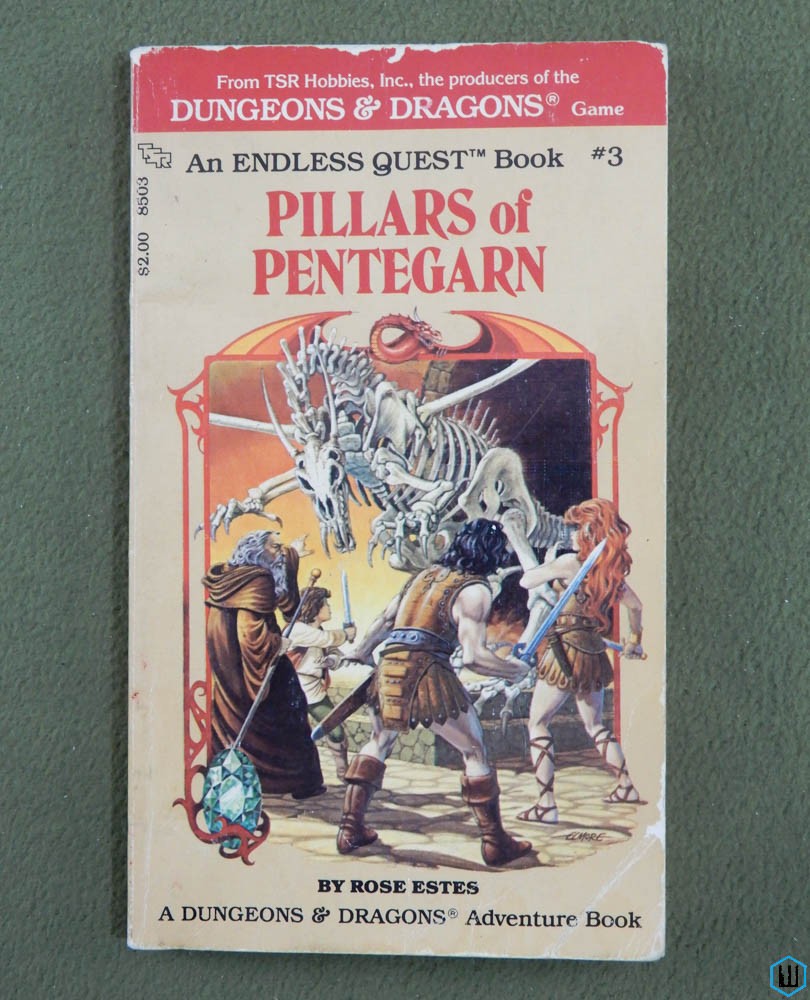 From TSR Hobbies, Inc., the producers of the
DUNGEONS & DRAGONS® Game
TSR
An ENDLESS QUEST™ Book #3
$2.00 8503
PILLARS of
PENTEGARN
ELMORE
BY ROSE ESTES
A DUNGEONS & DRAGONS® Adventure Book
W